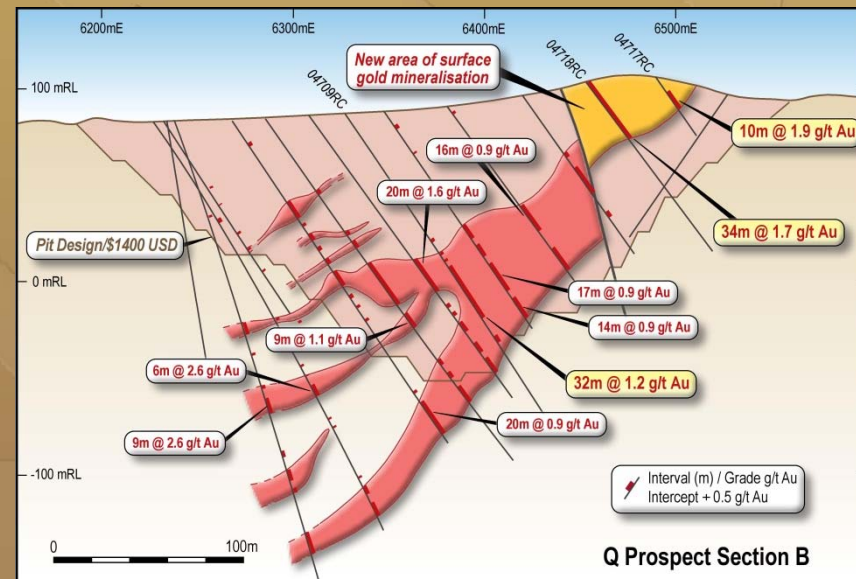 6200mE
6300mE
6400mE
6500mE
04709RC
04718RC
04717RC
New area of surface
gold mineralisation
100 mRL
10m @ 1.9 g/t Au
16m @ 0.9 g/t Au
20m @ 1.6 g/t Au
34m @ 1.7 g/t Au
Pit Design/$1400 USD
0 mRL
17m @ 0.9 g/t Au
14m @ 0.9 g/t Au
9m @ 1.1 g/t Au
6m @ 2.6 g/t Au
32m @ 1.2 g/t Au
9m @ 2.6 g/t Au
20m @ 0.9 g/t Au
-100 mRL
Interval (m) / Grade g/t Au
Intercept + 0.5 g/t Au
0
100m
Q Prospect Section B